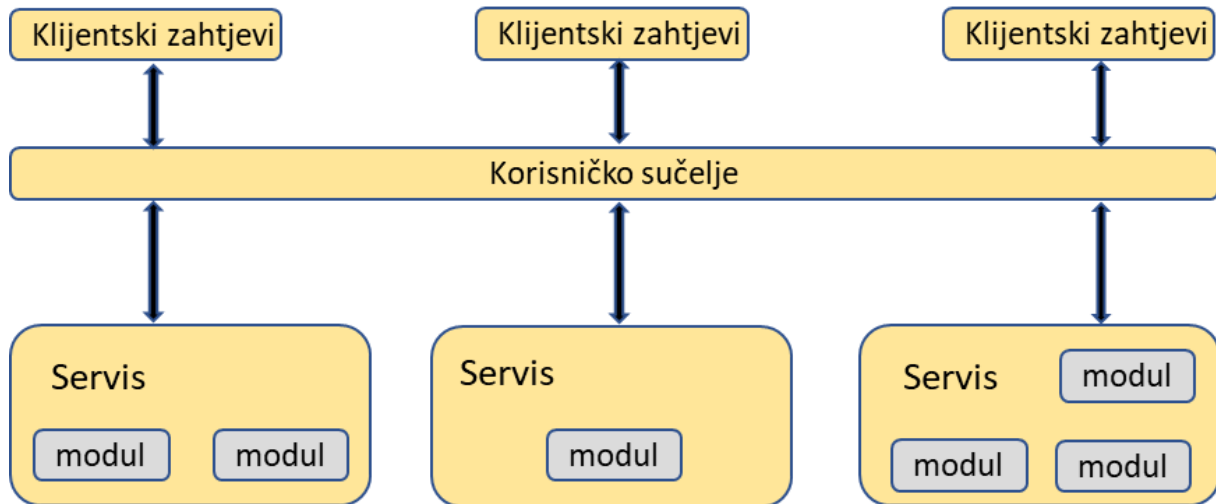 Klijentski zahtjevi
Klijentski zahtjevi
Klijentski zahtjevi
Korisničko sučelje
Servis
modul
modul
Servis
modul
Servis
modul
modul
modul